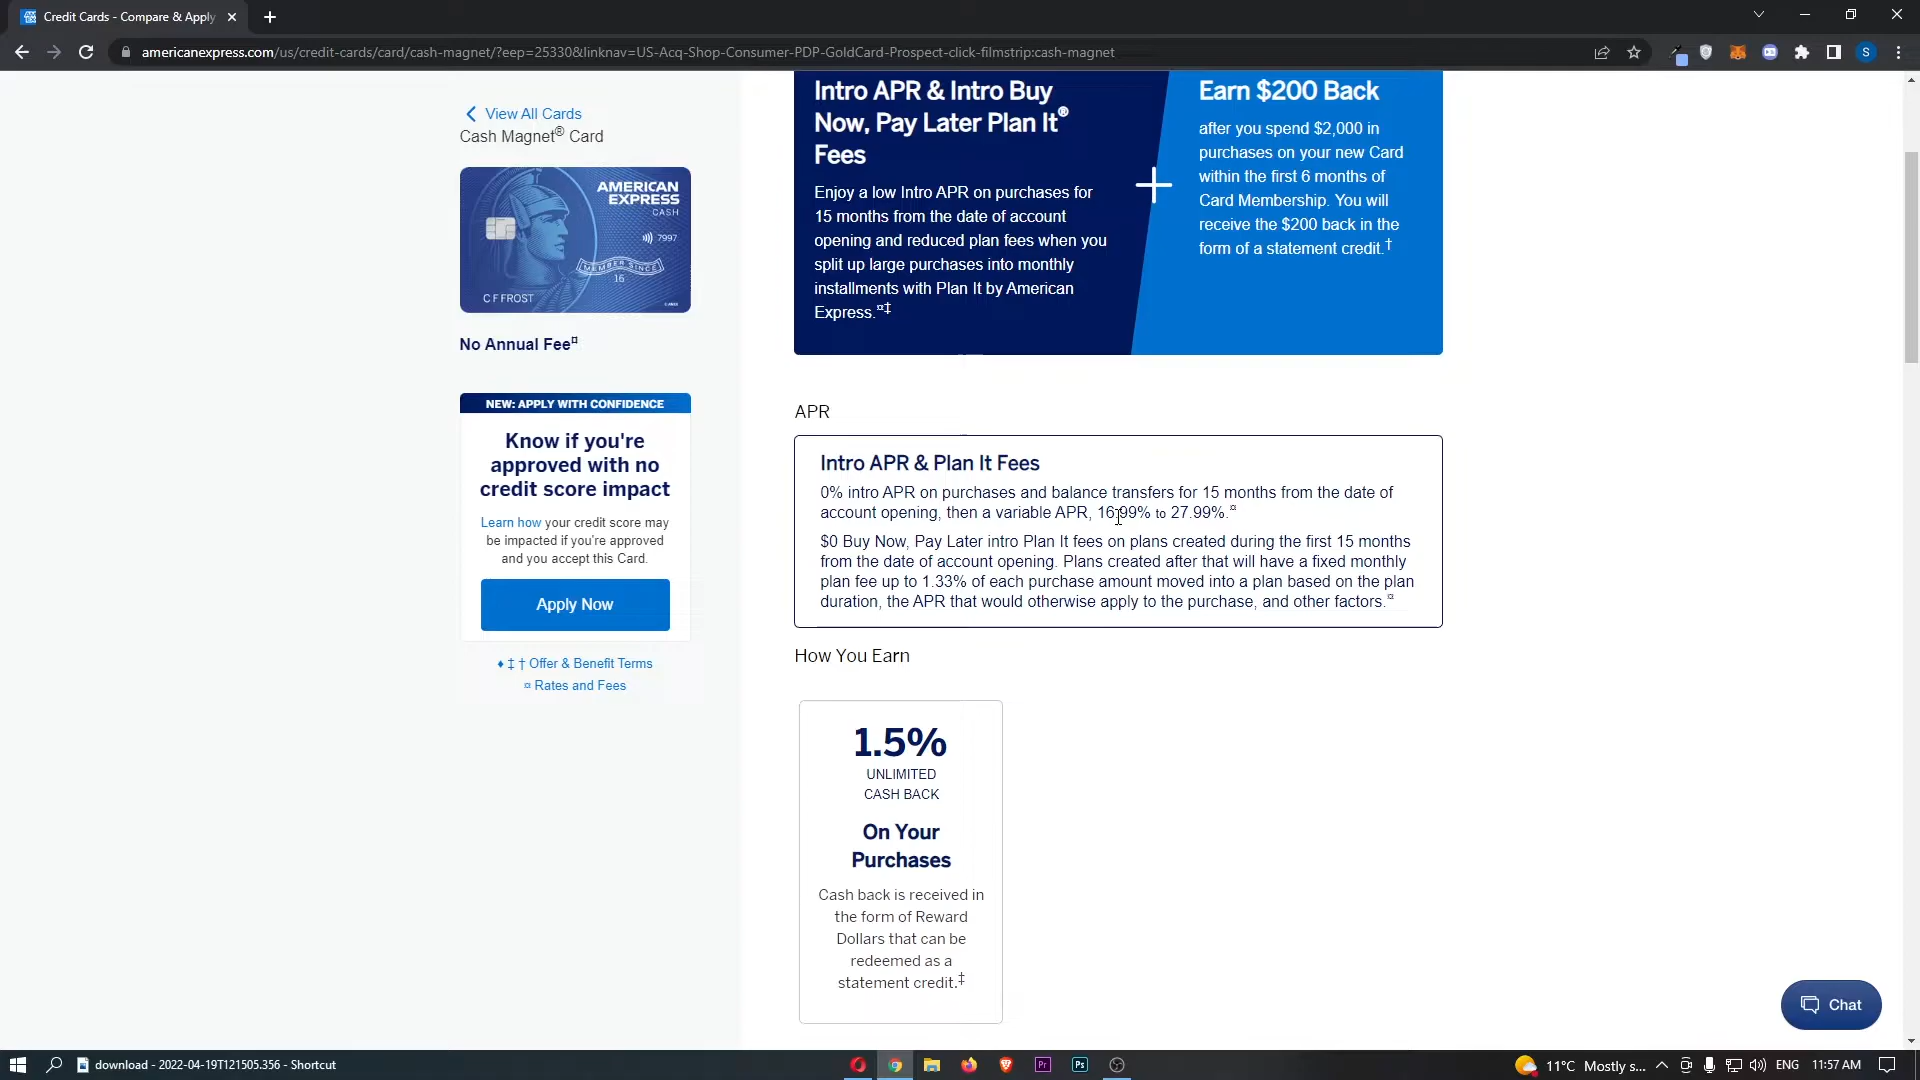 Credit Cards - Compare & Apply
americanexpress.com/us/credit-cards/card/cash-magnet/?eep=25330&linknav=US-Acq-Shop-Consumer-PDP-GoldCard-Prospect-click-filmstrip:cash-magnet
S
View All Cards
Cash Magnet® Card
AMERICAN
EXPRESS
CASH
7997
MEMBER SINCE
16
C F FROST
No Annual Fee¤
NEW: APPLY WITH CONFIDENCE
Know if you're
approved with no
credit score impact
Learn how your credit score may
be impacted if you're approved
and you accept this Card.
Apply Now
♦ ‡ † Offer & Benefit Terms
¤ Rates and Fees
Intro APR & Intro Buy
Now, Pay Later Plan It®
Fees
Enjoy a low Intro APR on purchases for
15 months from the date of account
opening and reduced plan fees when you
split up large purchases into monthly
installments with Plan It by American
Express.¤‡
Earn $200 Back
after you spend $2,000 in
purchases on your new Card
within the first 6 months of
Card Membership. You will
receive the $200 back in the
form of a statement credit.†
APR
Intro APR & Plan It Fees
0% intro APR on purchases and balance transfers for 15 months from the date of
account opening, then a variable APR, 16.99% to 27.99%.¤
$0 Buy Now, Pay Later intro Plan It fees on plans created during the first 15 months
from the date of account opening. Plans created after that will have a fixed monthly
plan fee up to 1.33% of each purchase amount moved into a plan based on the plan
duration, the APR that would otherwise apply to the purchase, and other factors.¤
How You Earn
1.5%
UNLIMITED
CASH BACK
On Your
Purchases
Cash back is received in
the form of Reward
Dollars that can be
redeemed as a
statement credit.‡
Chat
download - 2022-04-19T121505.356 - Shortcut
Pr
Ps
11°C Mostly s...
ENG
11:57 AM